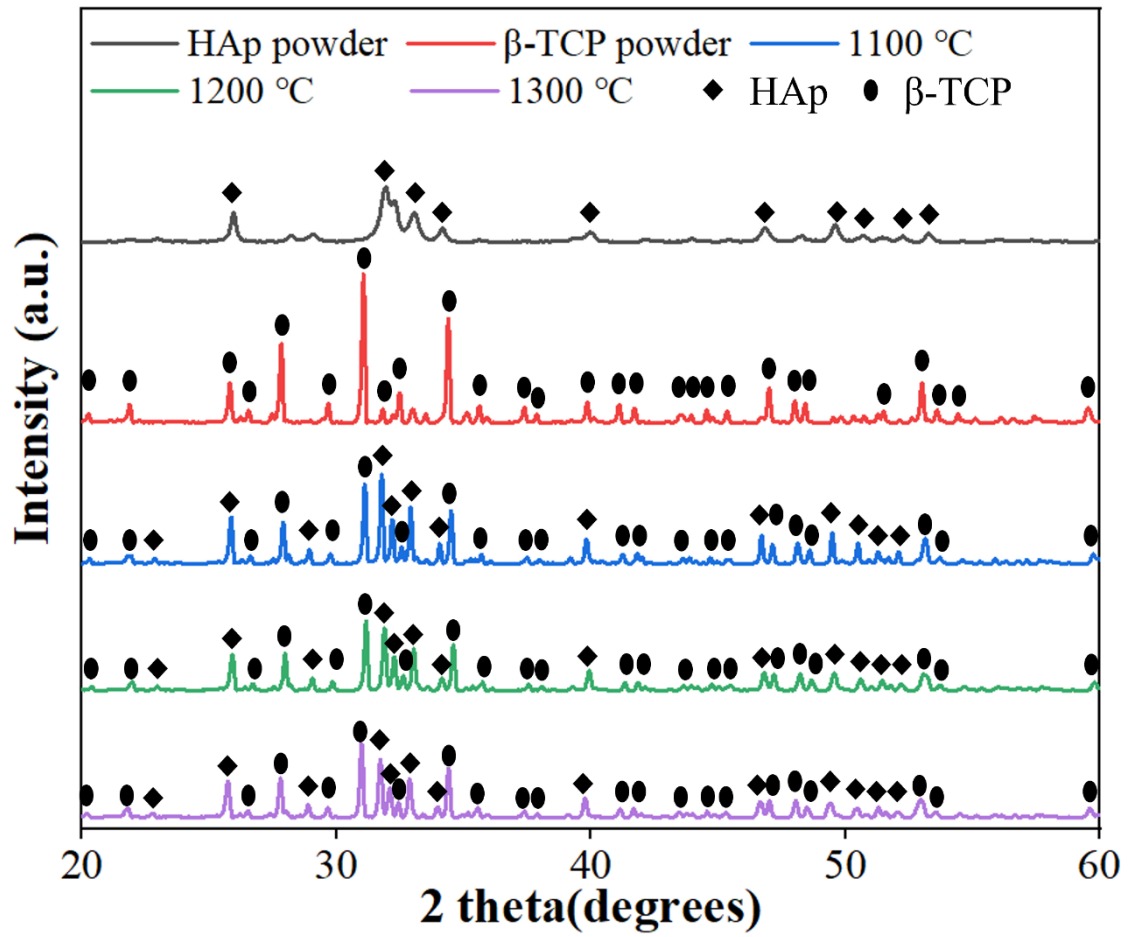 HAp powder β-TCP powder 1100 °C
1200 °C 1300 °C HAp β-TCP
Intensity (a.u.)
20 30 40 50 60
2 theta(degrees)